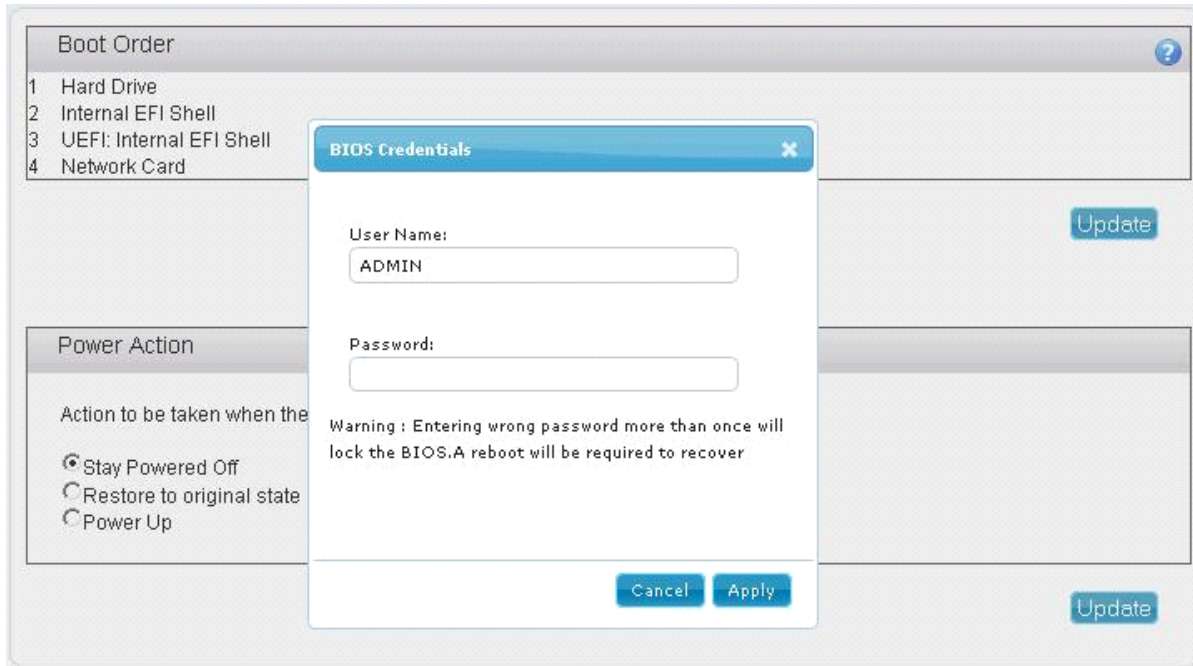 Boot Order
?
1 Hard Drive
2 Internal EFI Shell
3 UEFI: Internal EFI Shell
4 Network Card
Update
BIOS Credentials
User Name:
ADMIN
Password:
Warning : Entering wrong password more than once will
lock the BIOS.A reboot will be required to recover
Cancel Apply
Power Action
Action to be taken when the
Stay Powered Off
Restore to original state
Power Up
Update